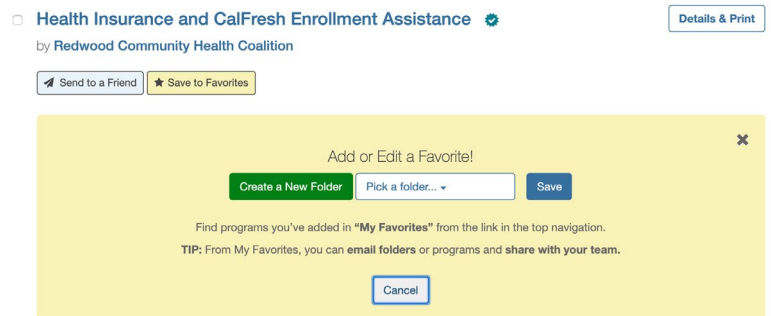 Health Insurance and CalFresh Enrollment Assistance
Details & Print
by Redwood Community Health Coalition
Send to a Friend
Save to Favorites
Add or Edit a Favorite!
Create a New Folder
Pick a folder...
Save
Find programs you've added in “My Favorites” from the link in the top navigation.
TIP: From My Favorites, you can email folders or programs and share with your team.
Cancel